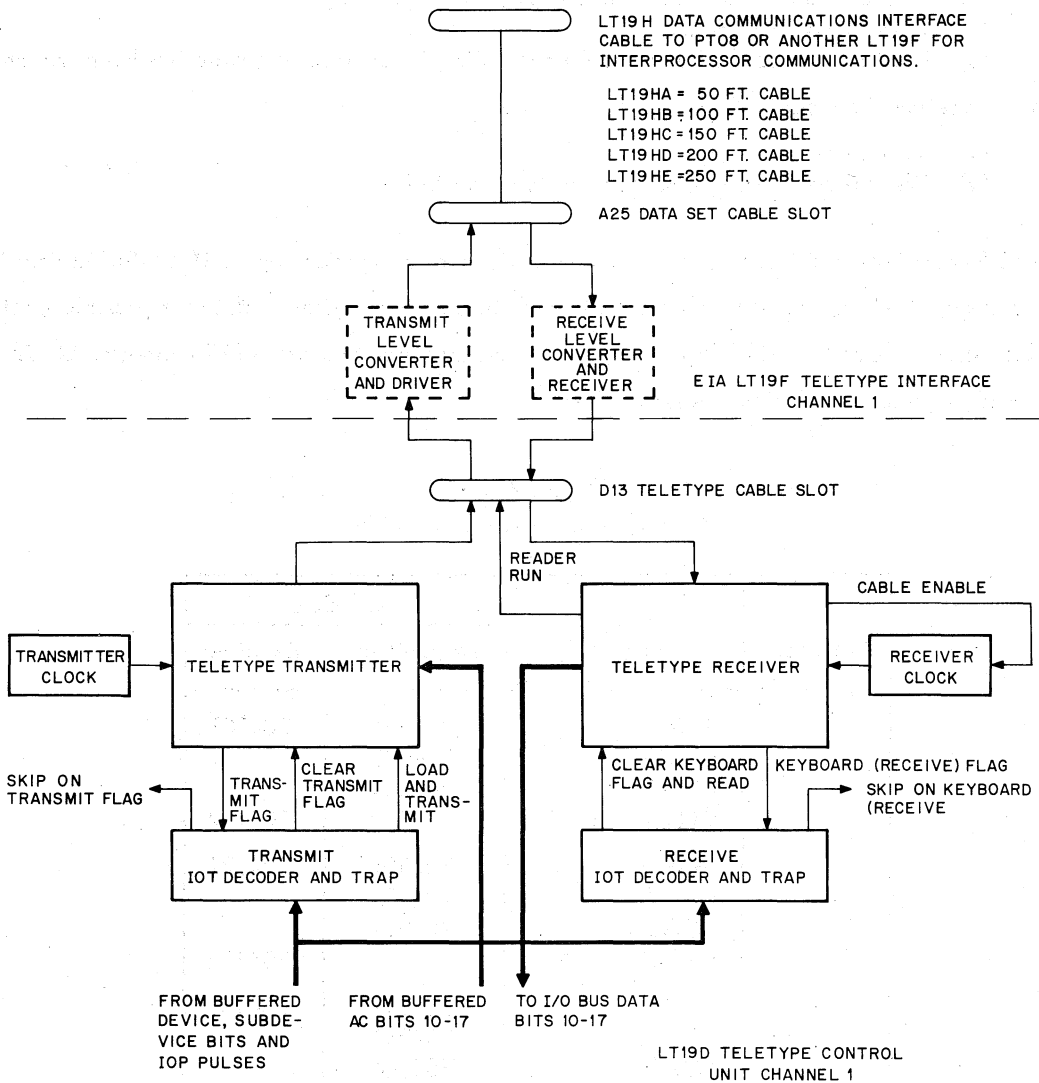 LT19H DATA COMMUNICATIONS INTERFACE
CABLE TO PT08 OR ANOTHER LT19F FOR
INTERPROCESSOR COMMUNICATIONS.
LT19HA = 50 FT. CABLE
LT19HB = 100 FT. CABLE
LT19HC = 150 FT. CABLE
LT19HD = 200 FT. CABLE
LT19HE = 250 FT. CABLE
A25 DATA SET CABLE SLOT
TRANSMIT
LEVEL
CONVERTER
AND DRIVER
RECEIVE
LEVEL
CONVERTER
AND
RECEIVER
EIA LT19F TELETYPE INTERFACE
CHANNEL 1
D13 TELETYPE CABLE SLOT
READER
RUN
CABLE ENABLE
TRANSMITTER
CLOCK
TELETYPE TRANSMITTER
TELETYPE RECEIVER
RECEIVER
CLOCK
SKIP ON
TRANSMIT FLAG
TRANS-
MIT
FLAG
CLEAR
TRANSMIT
FLAG
LOAD
AND
TRANS-
MIT
CLEAR KEYBOARD
FLAG AND READ
KEYBOARD (RECEIVE) FLAG
SKIP ON KEYBOARD
(RECEIVE
TRANSMIT
IOT DECODER AND TRAP
RECEIVE
IOT DECODER AND TRAP
FROM BUFFERED
DEVICE, SUBDE-
VICE BITS AND
IOP PULSES
FROM BUFFERED
AC BITS 10-17
TO I/O BUS DATA
BITS 10-17
LT19D TELETYPE CONTROL
UNIT CHANNEL 1